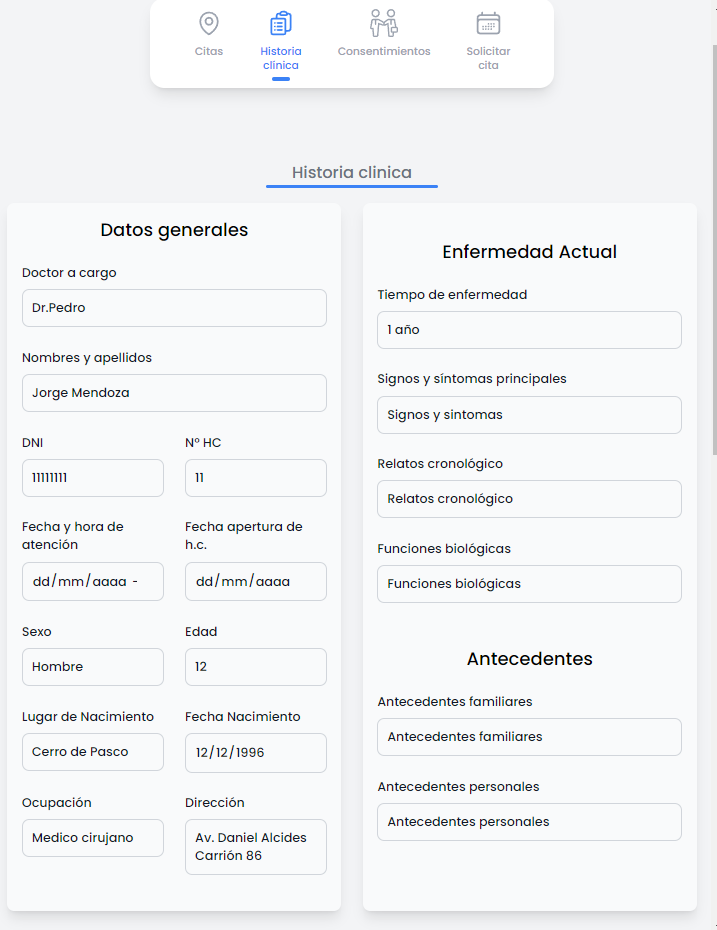 Citas
Historia
clínica
Consentimientos
Solicitar
cita
Historia clinica
Datos generales
Doctor a cargo
Dr.Pedro
Nombres y apellidos
Jorge Mendoza
DNI
11111111
N° HC
11
Fecha y hora de
atención
dd/mm/aaaa -
Fecha apertura de
h.c.
dd/mm/aaaa
Sexo
Hombre
Edad
12
Lugar de Nacimiento
Cerro de Pasco
Fecha Nacimiento
12/12/1996
Ocupación
Medico cirujano
Dirección
Av. Daniel Alcides
Carrión 86
Enfermedad Actual
Tiempo de enfermedad
1 año
Signos y síntomas principales
Signos y sintomas
Relatos cronológico
Relatos cronológico
Funciones biológicas
Funciones biológicas
Antecedentes
Antecedentes familiares
Antecedentes familiares
Antecedentes personales
Antecedentes personales